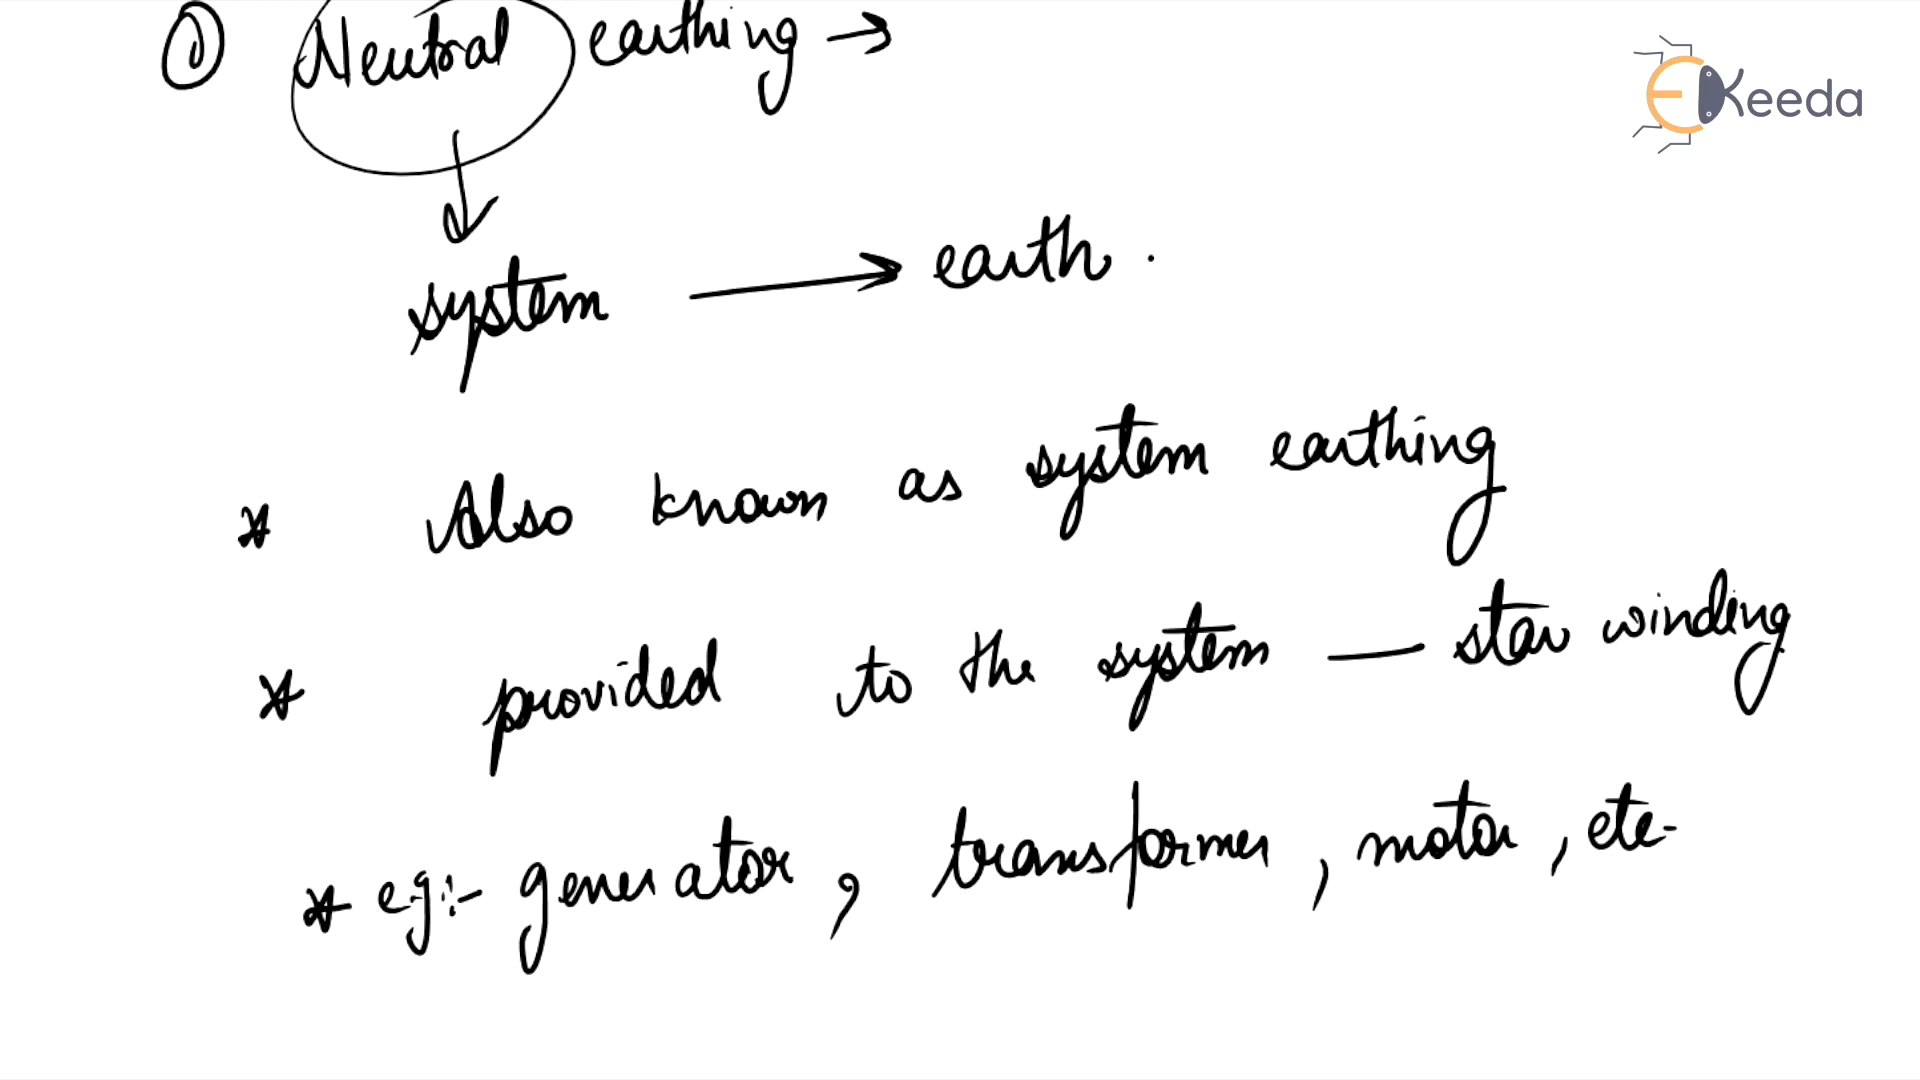 ① Neutral earthing →
EKeeda
↓
system → earth.
* Also known as system earthing
* provided to the system — star winding
* eg:- generator, transformer, motor, etc.